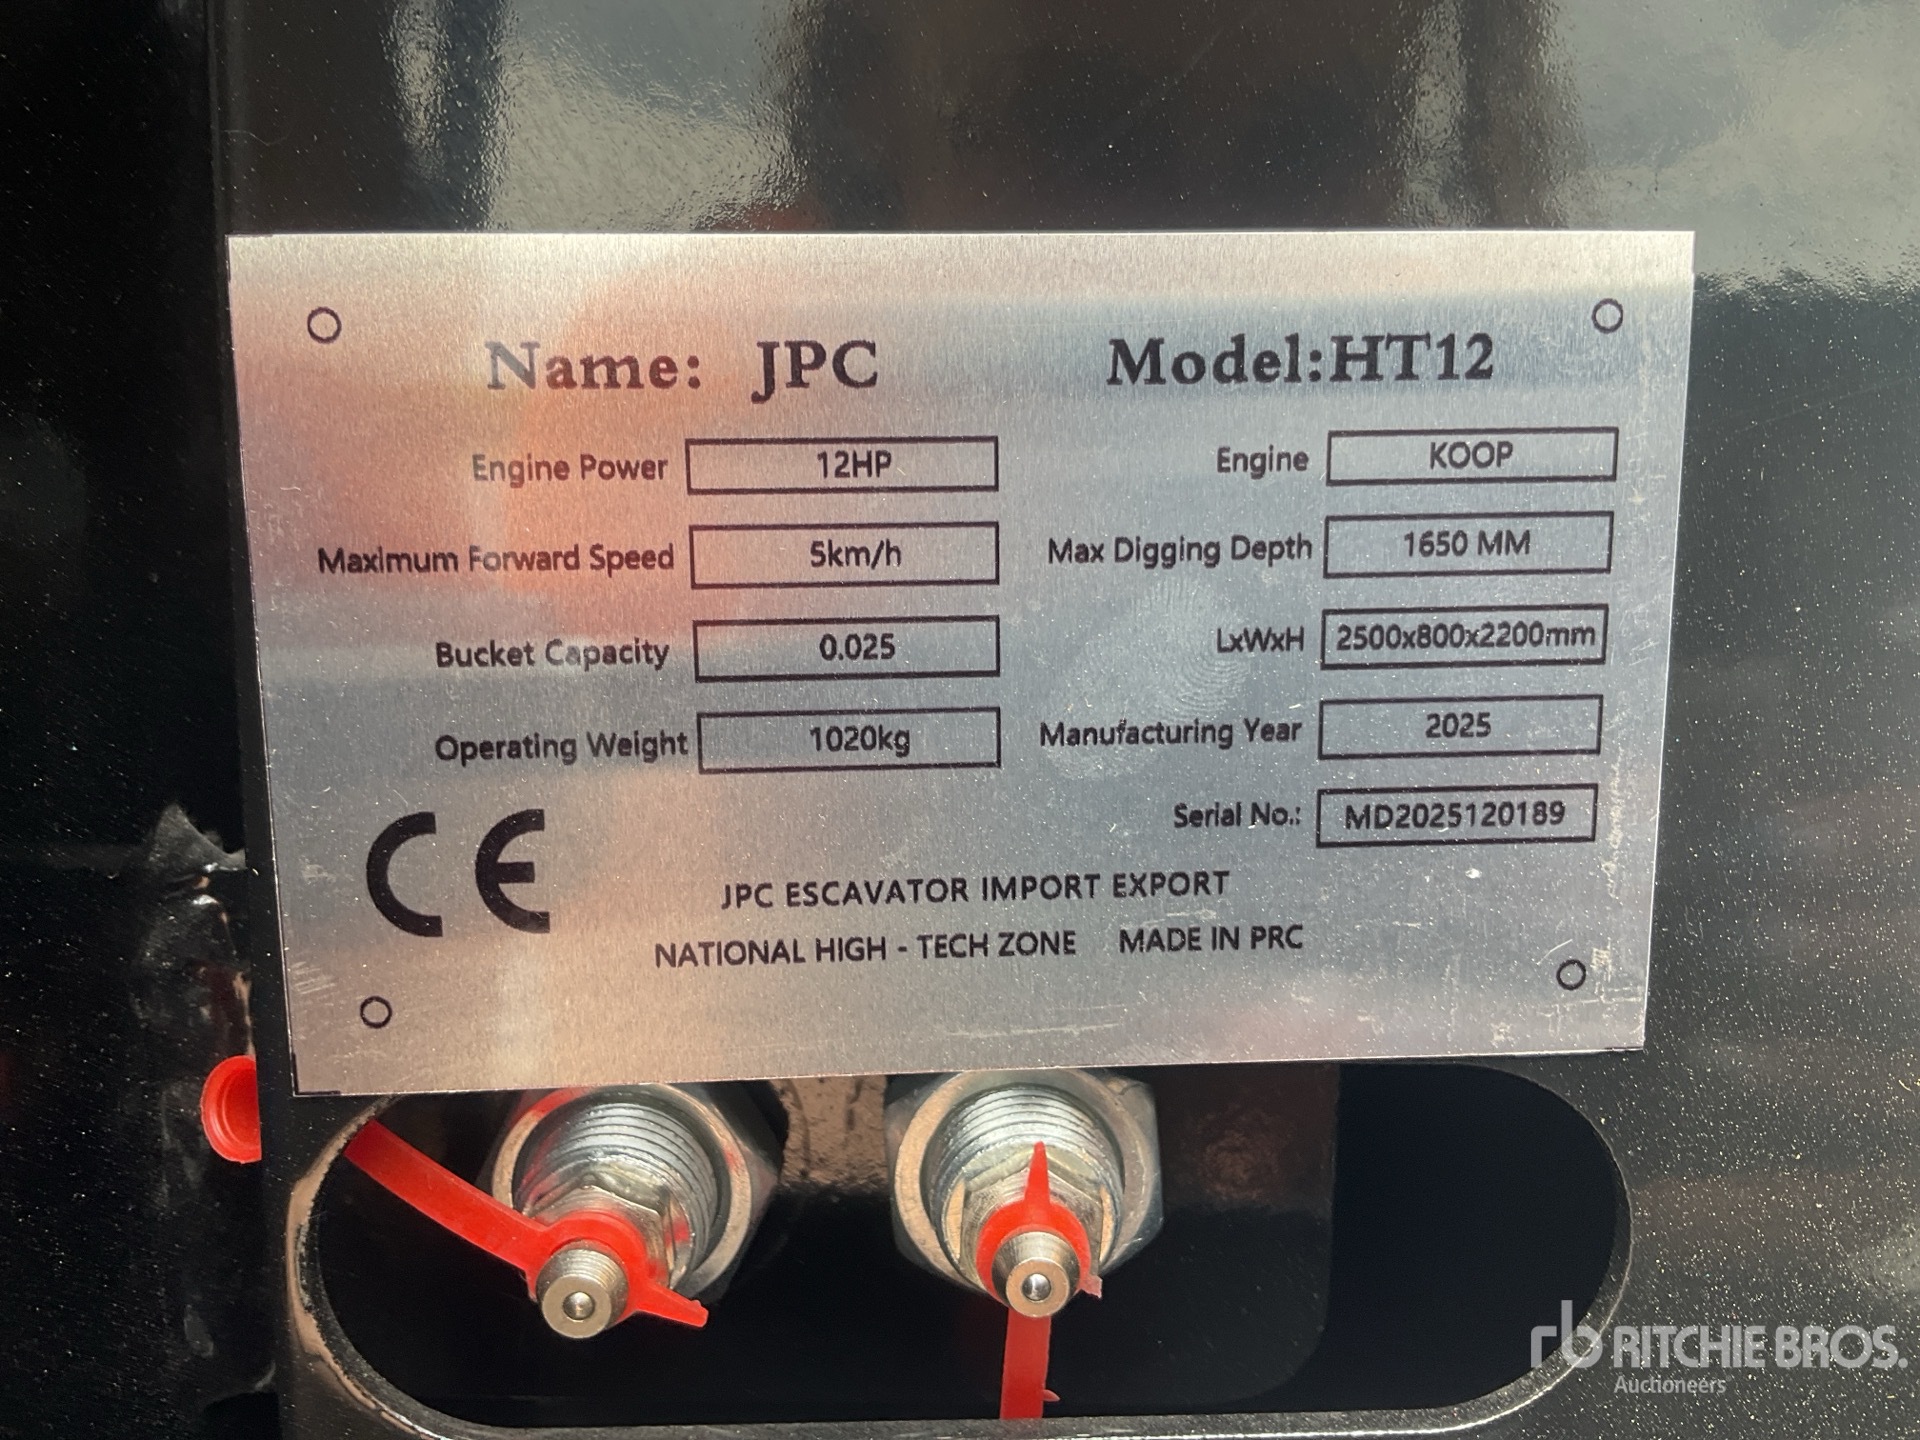 Name: JPC Model:HT12
Engine Power 12HP Engine KOOP
Maximum Forward Speed 5km/h Max Digging Depth 1650 MM
Bucket Capacity 0.025 LxWxH 2500x800x2200mm
Operating Weight 1020kg Manufacturing Year 2025
Serial No.: MD2025120189
CE
JPC ESCAVATOR IMPORT EXPORT
NATIONAL HIGH - TECH ZONE MADE IN PRC
rb RITCHIE BROS.
Auctioneers